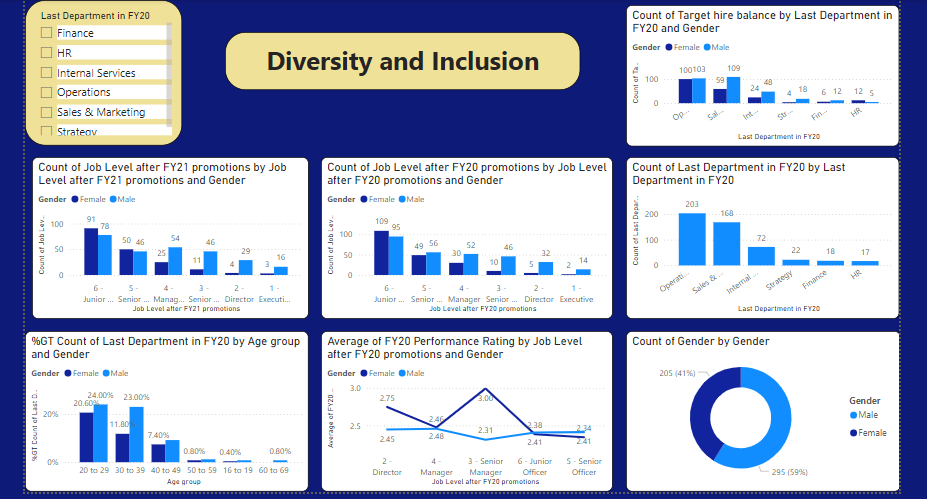 Last Department in FY20
Finance
HR
Internal Services
Operations
Sales & Marketing
Strategy
Diversity and Inclusion
Count of Target hire balance by Last Department in
FY20 and Gender
Gender Female Male
Count of Ta...
100
0
100 103
59 109
24 48
4 18
6 12
12 5
Op... Sal... Int... Str... Fin... HR
Last Department in FY20
Count of Job Level after FY21 promotions by Job
Level after FY21 promotions and Gender
Gender Female Male
Count of Job Lev...
100
50
0
91 78
50 46
25 54
11 46
4 29
3 16
6 - 5 - 4 - 3 - 2 - 1 -
Junior ... Senior ... Manag... Senior ... Director Executi...
Job Level after FY21 promotions
Count of Job Level after FY20 promotions by Job Level
after FY20 promotions and Gender
Gender Female Male
Count of Job Lev...
100
50
0
109 95
49 56
30 52
10 46
5 32
2 14
6 - 5 - 4 - 3 - 2 - 1 -
Junior ... Senior ... Manager Senior ... Director Executive
Job Level after FY20 promotions
Count of Last Department in FY20 by Last
Department in FY20
Count of Last Depar...
200
100
0
203
168
72
22
18
17
Operati... Sales & ... Internal ... Strategy Finance HR
Last Department in FY20
%GT Count of Last Department in FY20 by Age group
and Gender
Gender Female Male
%GT Count of Last D...
20%
0%
20.60% 24.00%
11.80% 23.00%
7.40%
0.80%
0.40%
0.80%
20 to 29 30 to 39 40 to 49 50 to 59 16 to 19 60 to 69
Age group
Average of FY20 Performance Rating by Job Level
after FY20 promotions and Gender
Gender Female Male
Average of FY20 ...
3.0
2.5
2.75
2.45
2.46
2.48
3.00
2.31
2.38
2.41
2.34
2.41
2 - 4 - 3 - Senior 6 - Junior 5 - Senior
Director Manager Manager Officer Officer
Job Level after FY20 promotions
Count of Gender by Gender
205 (41%)
295 (59%)
Gender
Male
Female